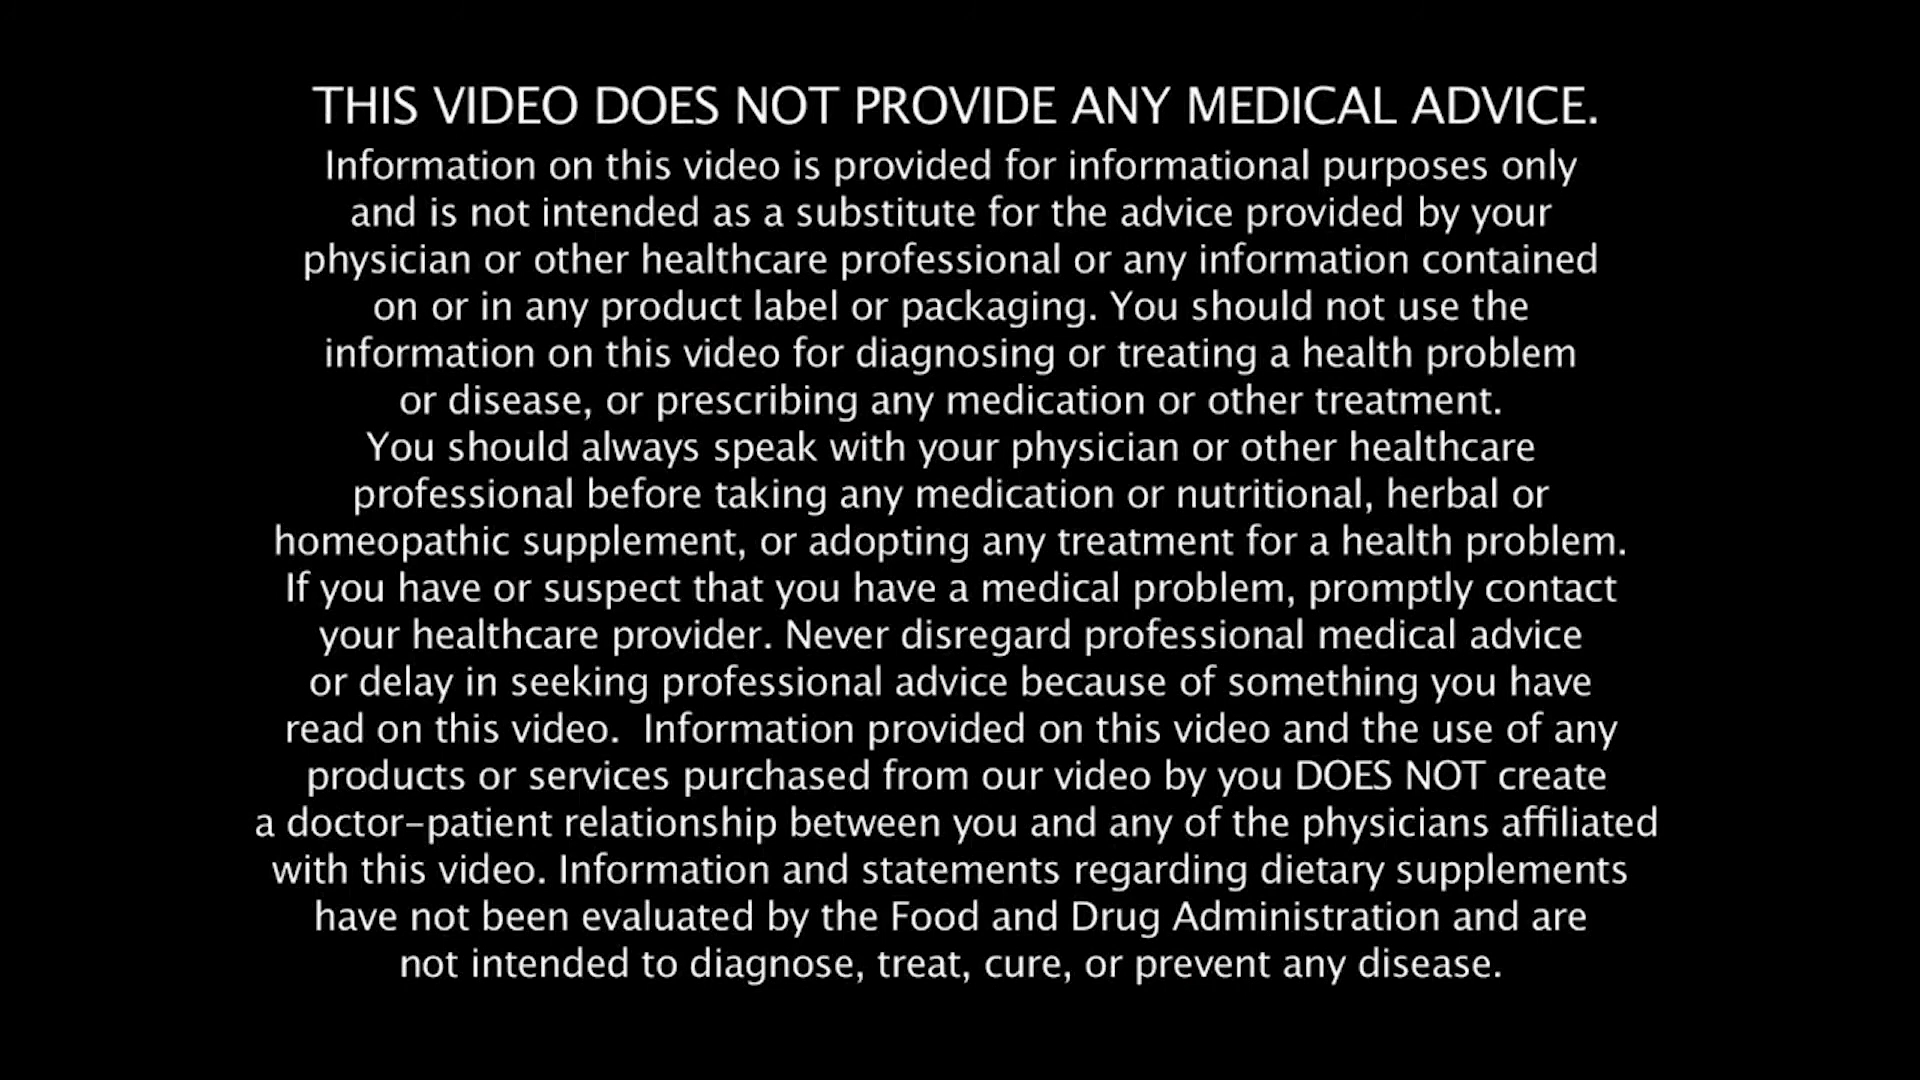 THIS VIDEO DOES NOT PROVIDE ANY MEDICAL ADVICE.
Information on this video is provided for informational purposes only
and is not intended as a substitute for the advice provided by your
physician or other healthcare professional or any information contained
on or in any product label or packaging. You should not use the
information on this video for diagnosing or treating a health problem
or disease, or prescribing any medication or other treatment.
You should always speak with your physician or other healthcare
professional before taking any medication or nutritional, herbal or
homeopathic supplement, or adopting any treatment for a health problem.
If you have or suspect that you have a medical problem, promptly contact
your healthcare provider. Never disregard professional medical advice
or delay in seeking professional advice because of something you have
read on this video.  Information provided on this video and the use of any
products or services purchased from our video by you DOES NOT create
a doctor-patient relationship between you and any of the physicians affiliated
with this video. Information and statements regarding dietary supplements
have not been evaluated by the Food and Drug Administration and are
not intended to diagnose, treat, cure, or prevent any disease.